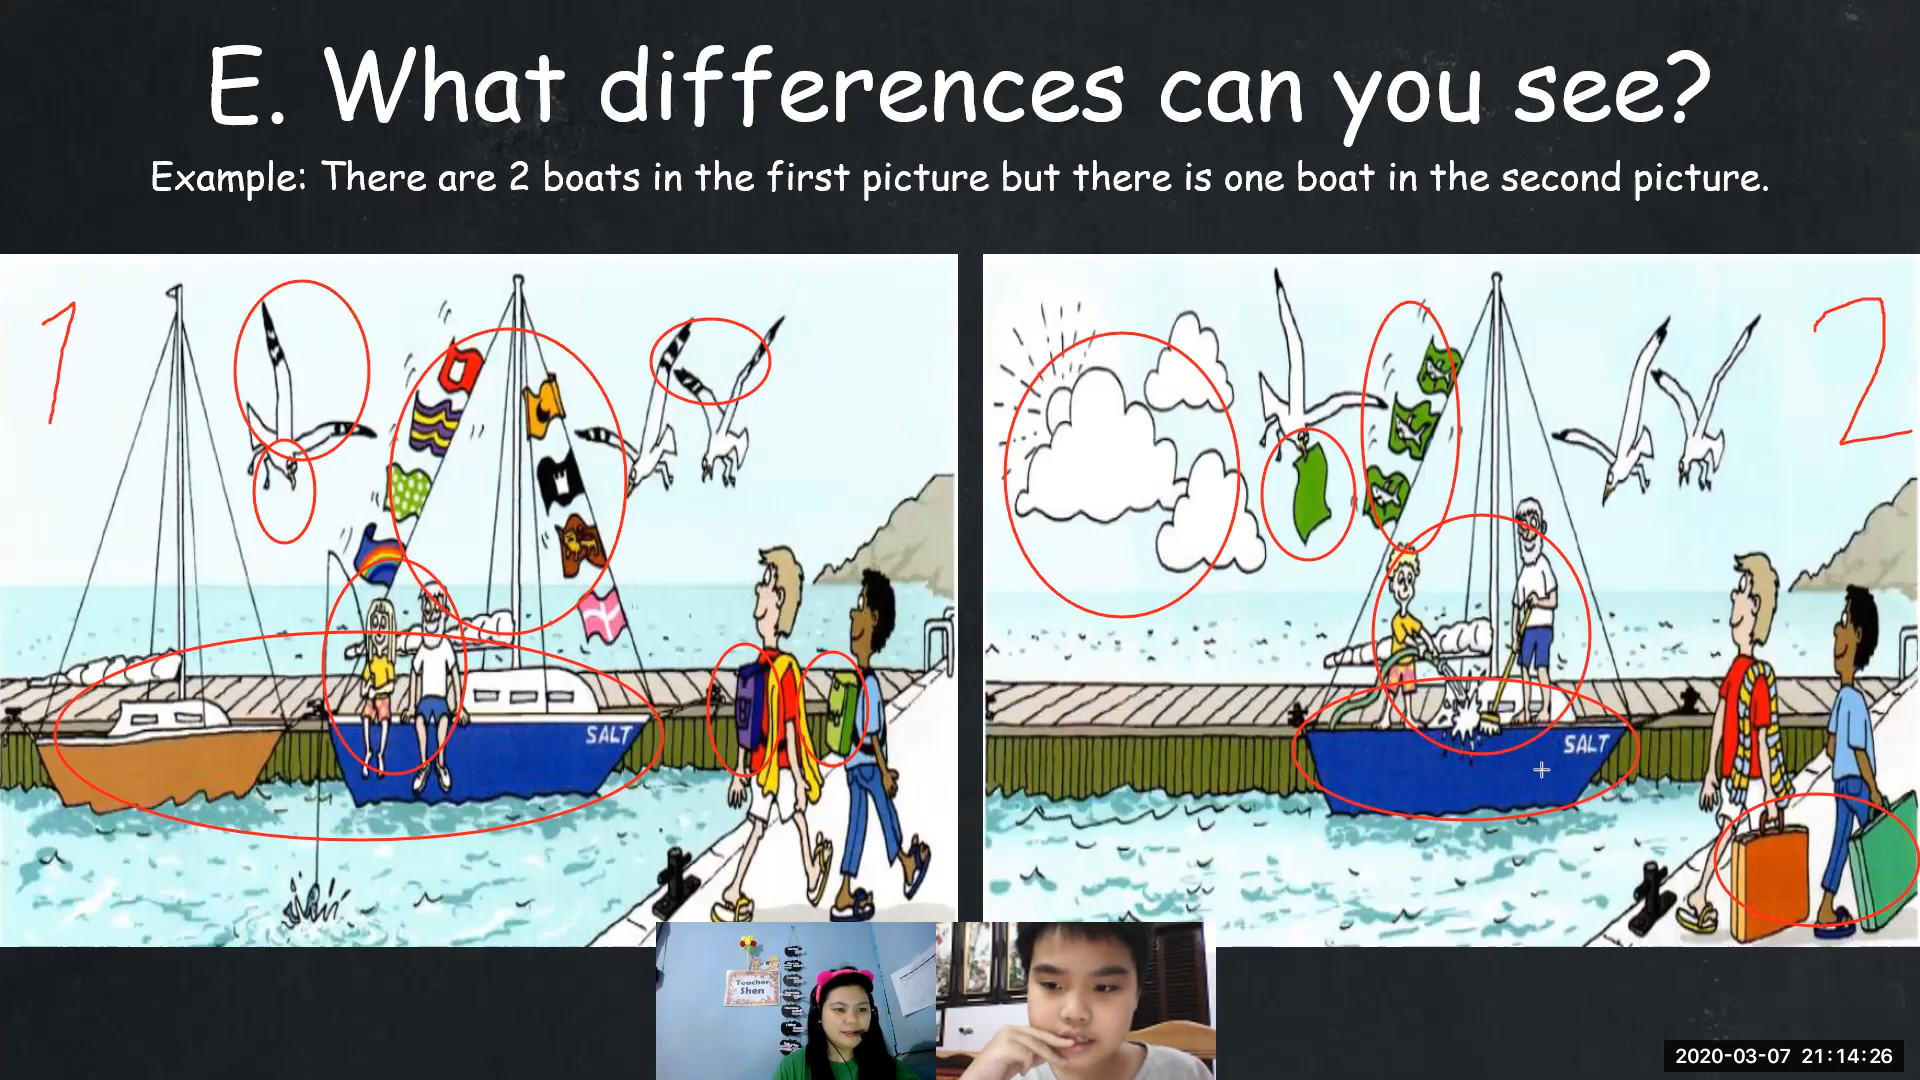 E. What differences can you see?
Example: There are 2 boats in the first picture but there is one boat in the second picture.
1
2
SALT
SALT
Teacher
Shen
2020-03-07 21:14:26